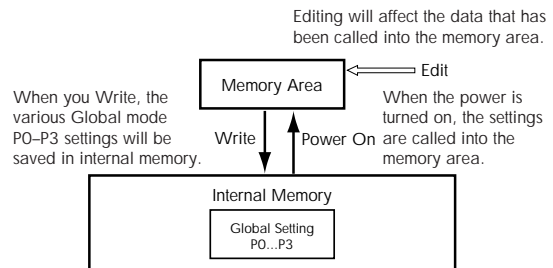 Editing will affect the data that has
been called into the memory area.
Memory Area
Edit
When you Write, the
various Global mode
P0–P3 settings will be
saved in internal memory.
Write
Power On
When the power is
turned on, the settings
are called into the
memory area.
Internal Memory
Global Setting
P0...P3